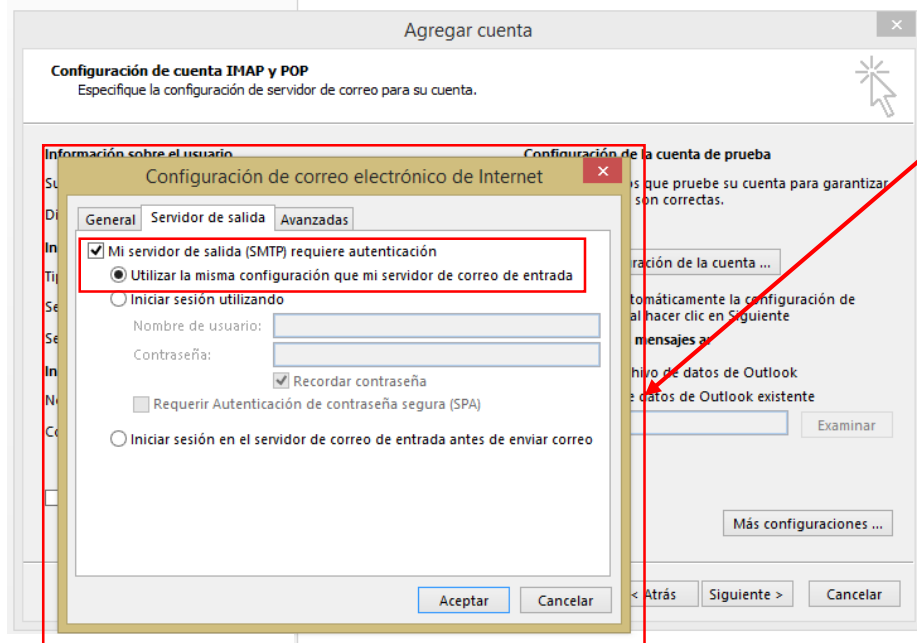 Agregar cuenta
Configuración de cuenta IMAP y POP
Especifique la configuración de servidor de correo para su cuenta.
Información sobre el usuario
Configuración de la cuenta de prueba
Configuración de correo electrónico de Internet
que pruebe su cuenta para garantizar
son correctas.
General Servidor de salida Avanzadas
Mi servidor de salida (SMTP) requiere autenticación
Utilizar la misma configuración que mi servidor de correo de entrada
de la cuenta ...
Iniciar sesión utilizando
la configuración de
al hacer clic en Siguiente
Nombre de usuario:
mensajes a:
Contraseña:
de datos de Outlook
Recordar contraseña
datos de Outlook existente
Requerir Autenticación de contraseña segura (SPA)
Examinar
Iniciar sesión en el servidor de correo de entrada antes de enviar correo
Más configuraciones ...
Aceptar Cancelar
< Atrás Siguiente > Cancelar